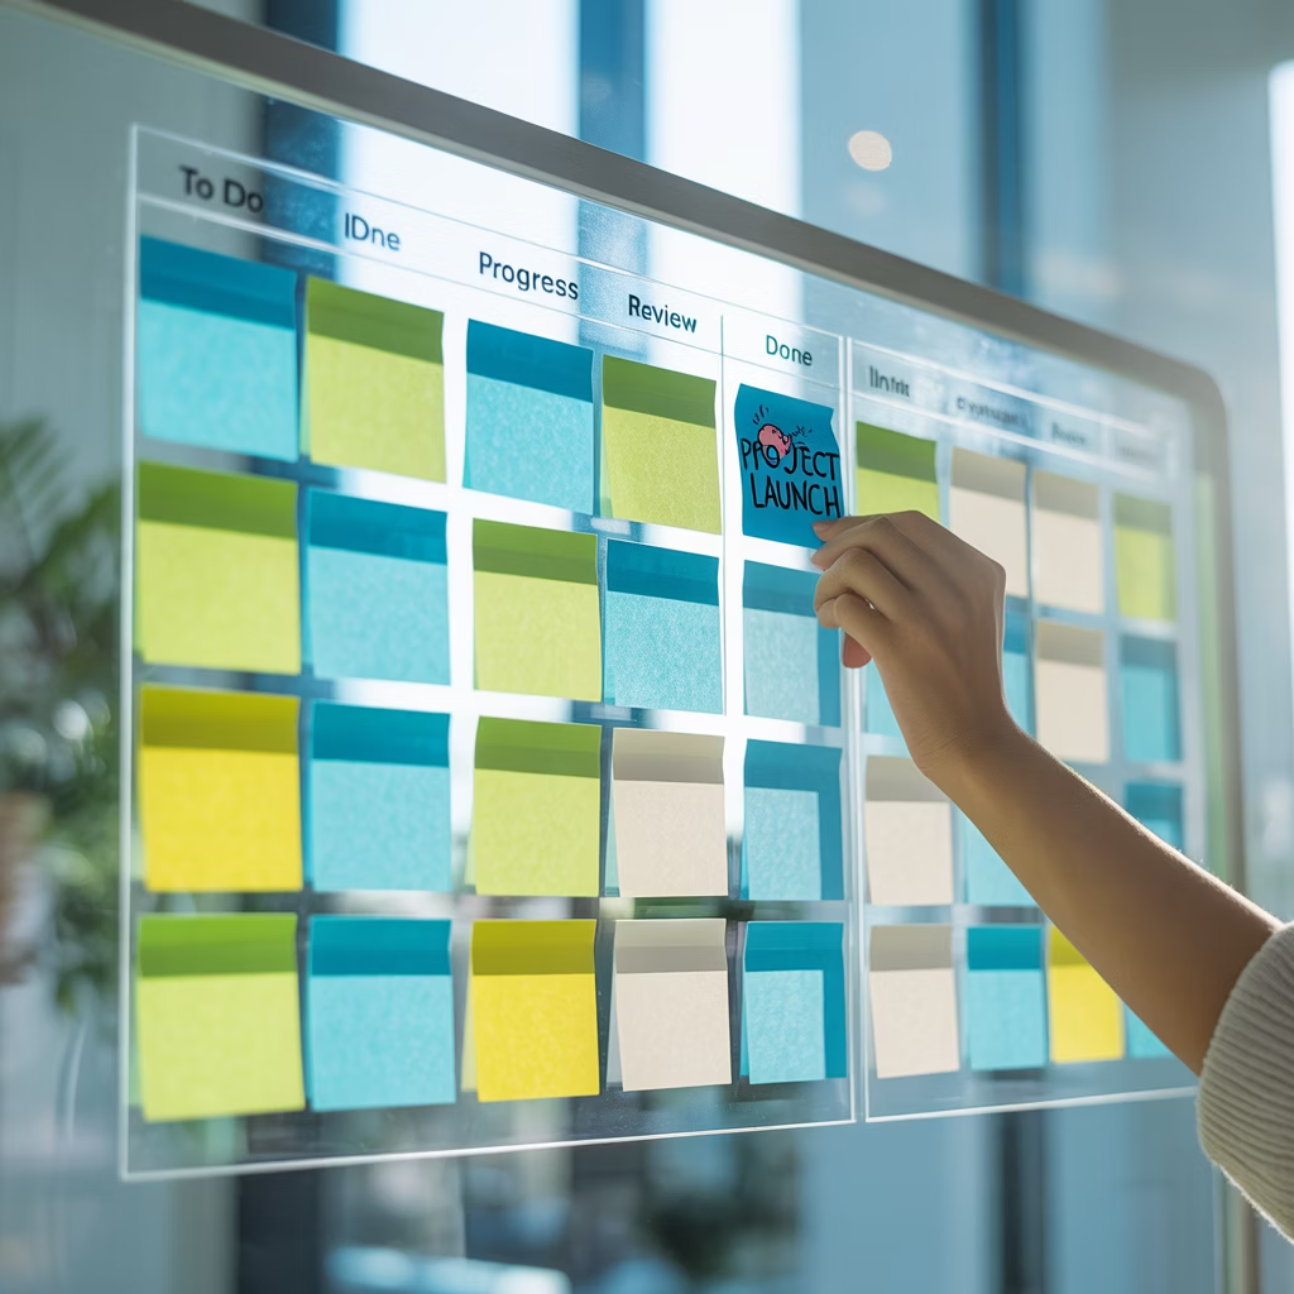 To Do
IDne
Progress
Review
Done
PROJECT
LAUNCH